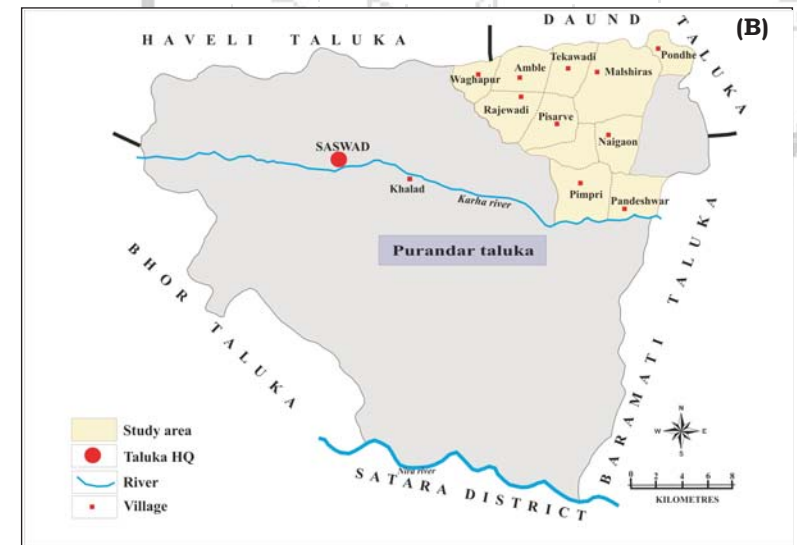 DAUND TALUKA
(B)
HAVELI TALUKA
Pondhe
Tekawadi
Amble
Malshiras
Waghapur
Rajewadi
Pisarve
Naigaon
SASWAD
Khalad
Karha river
Pimpri
Pandeshwar
Purandar taluka
BHOR TALUKA
BARAMATI TALUKA
Study area
Taluka HQ
River
Village
Nira river
SATARA DISTRICT
N
W
E
S
0 2 4 6 8
KILOMETRES